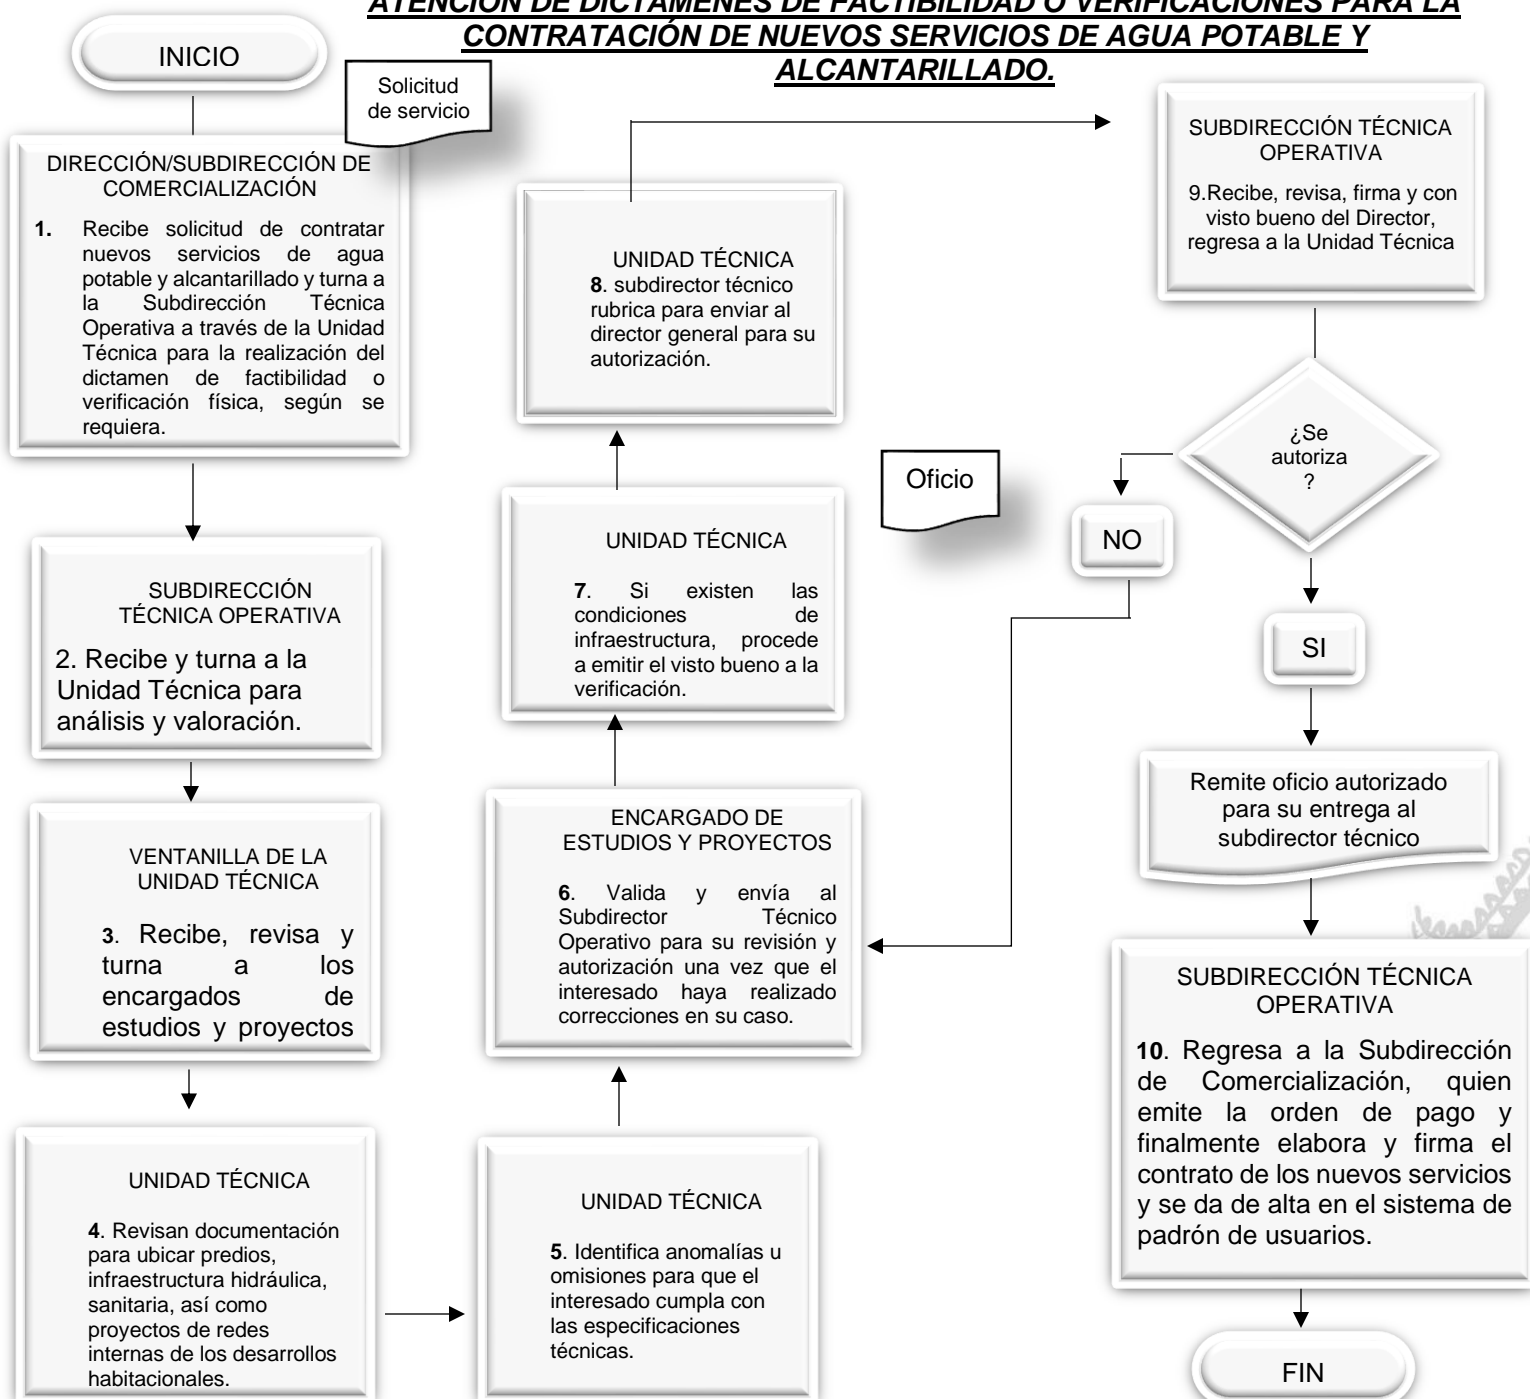 ATENCIÓN DE DICTÁMENES DE FACTIBILIDAD O VERIFICACIONES PARA LA
CONTRATACIÓN DE NUEVOS SERVICIOS DE AGUA POTABLE Y
ALCANTARILLADO.
INICIO
Solicitud
de servicio
DIRECCIÓN/SUBDIRECCIÓN DE
COMERCIALIZACIÓN
1. Recibe solicitud de contratar
nuevos servicios de agua
potable y alcantarillado y turna a
la Subdirección Técnica
Operativa a través de la Unidad
Técnica para la realización del
dictamen de factibilidad o
verificación física, según se
requiera.
SUBDIRECCIÓN
TÉCNICA OPERATIVA
2. Recibe y turna a la
Unidad Técnica para
análisis y valoración.
VENTANILLA DE LA
UNIDAD TÉCNICA
3. Recibe, revisa y
turna a los
encargados de
estudios y proyectos
UNIDAD TÉCNICA
4. Revisan documentación
para ubicar predios,
infraestructura hidráulica,
sanitaria, así como
proyectos de redes
internas de los desarrollos
habitacionales.
UNIDAD TÉCNICA
5. Identifica anomalías u
omisiones para que el
interesado cumpla con
las especificaciones
técnicas.
ENCARGADO DE
ESTUDIOS Y PROYECTOS
6. Valida y envía al
Subdirector Técnico
Operativo para su revisión y
autorización una vez que el
interesado haya realizado
correcciones en su caso.
UNIDAD TÉCNICA
7. Si existen las
condiciones de
infraestructura, procede
a emitir el visto bueno a la
verificación.
UNIDAD TÉCNICA
8. subdirector técnico
rubrica para enviar al
director general para su
autorización.
Oficio
SUBDIRECCIÓN TÉCNICA
OPERATIVA
9.Recibe, revisa, firma y con
visto bueno del Director,
regresa a la Unidad Técnica
¿Se
autoriza
?
NO
SI
Remite oficio autorizado
para su entrega al
subdirector técnico
SUBDIRECCIÓN TÉCNICA
OPERATIVA
10. Regresa a la Subdirección
de Comercialización, quien
emite la orden de pago y
finalmente elabora y firma el
contrato de los nuevos servicios
y se da de alta en el sistema de
padrón de usuarios.
FIN